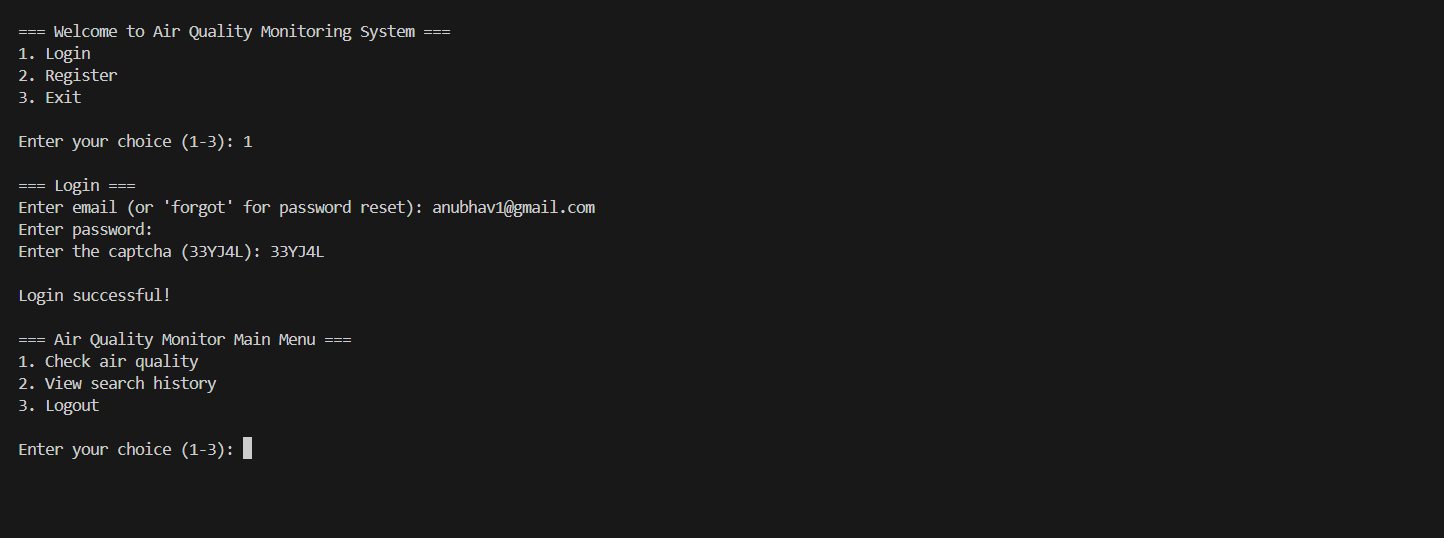 === Welcome to Air Quality Monitoring System ===
1. Login
2. Register
3. Exit
Enter your choice (1-3): 1
=== Login ===
Enter email (or 'forgot' for password reset): anubhav1@gmail.com
Enter password:
Enter the captcha (33YJ4L): 33YJ4L
Login successful!
=== Air Quality Monitor Main Menu ===
1. Check air quality
2. View search history
3. Logout
Enter your choice (1-3):